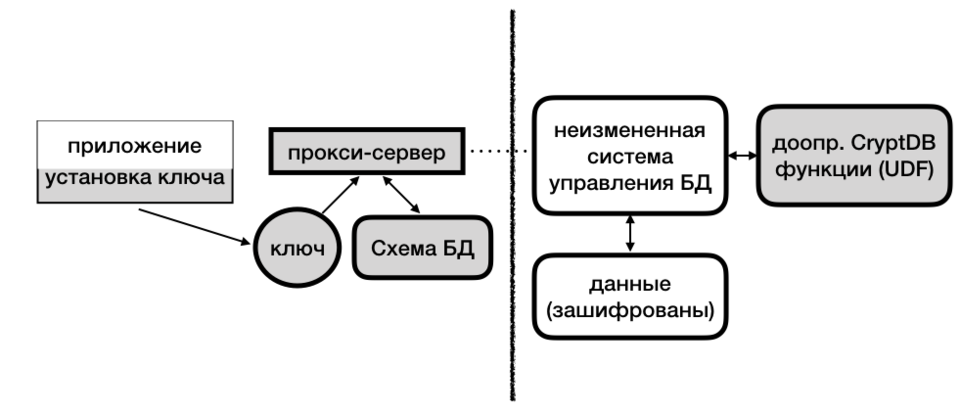 приложение
установка ключа
прокси-сервер
ключ
Схема БД
неизмененная
система
управления БД
доопр. CryptDB
функции (UDF)
данные
(зашифрованы)